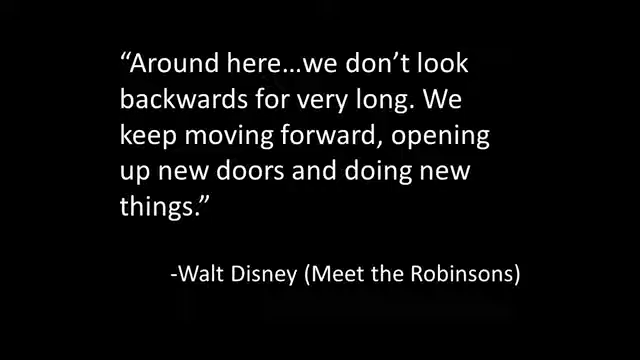 “Around here...we don’t look
backwards for very long. We
keep moving forward, opening
up new doors and doing new
things.”
-Walt Disney (Meet the Robinsons)